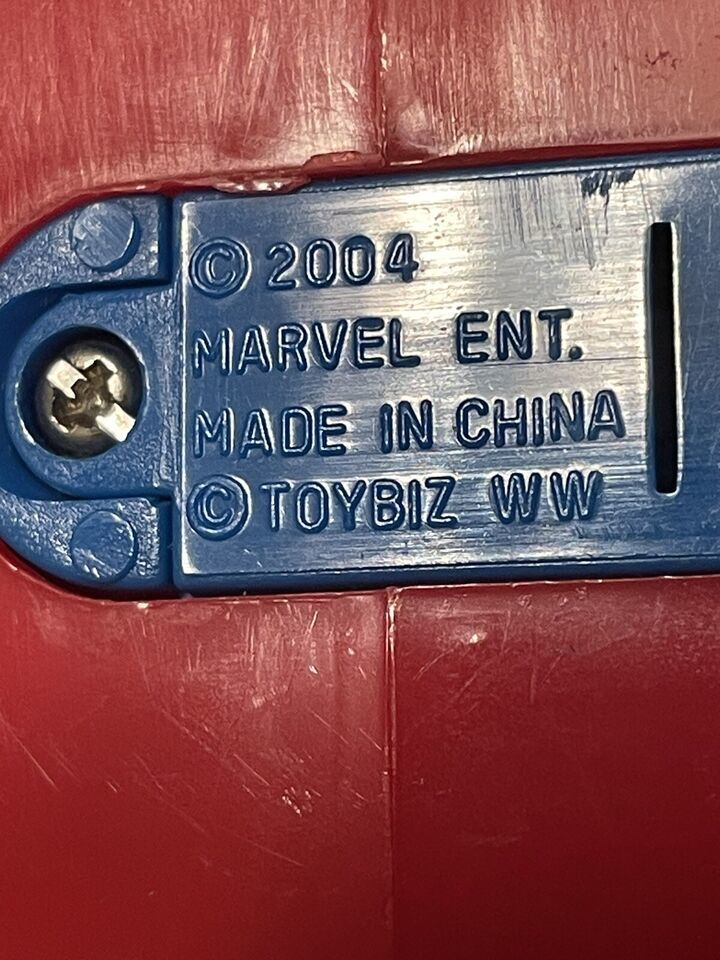 © 2004
MARVEL ENT.
MADE IN CHINA
© TOYBIZ WW